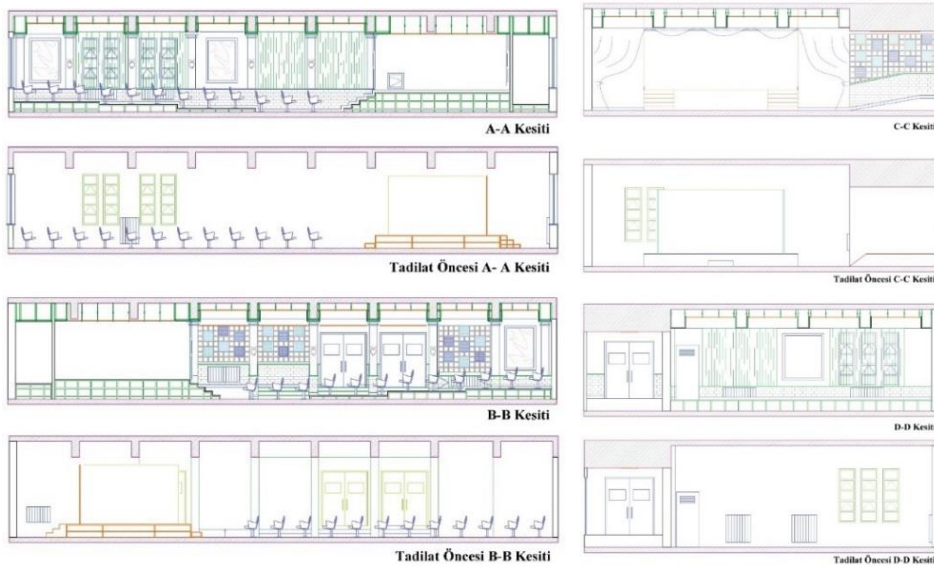 A-A Kesiti
Tadilat Öncesi A- A Kesiti
B-B Kesiti
Tadilat Öncesi B-B Kesiti
C-C Kesiti
Tadilat Öncesi C-C Kesiti
D-D Kesiti
Tadilat Öncesi D-D Kesiti